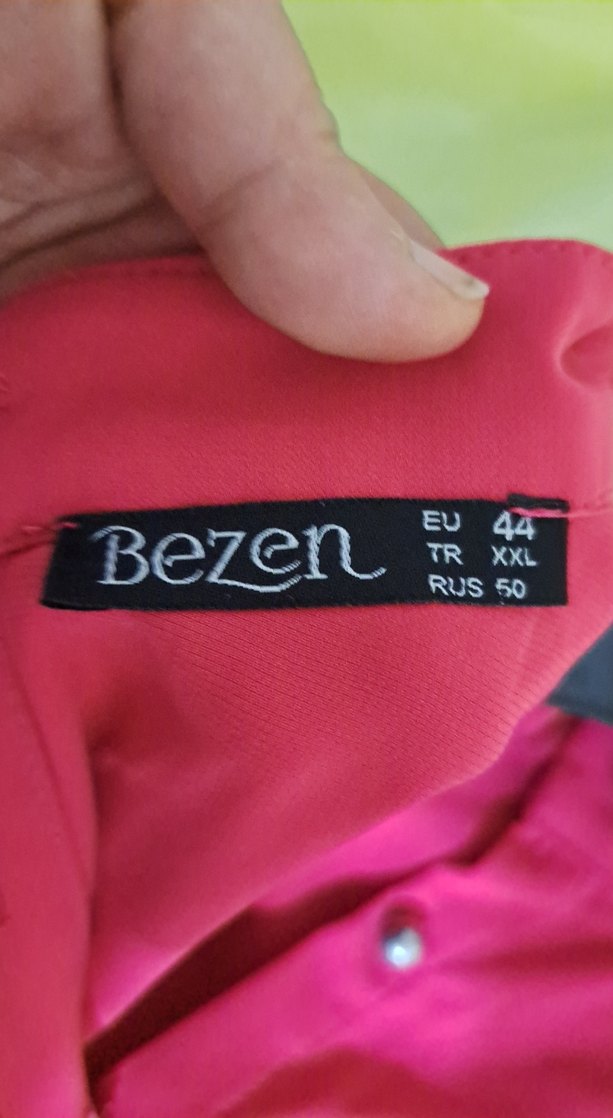 Bezen
EU 44
TR XXL
RUS 50